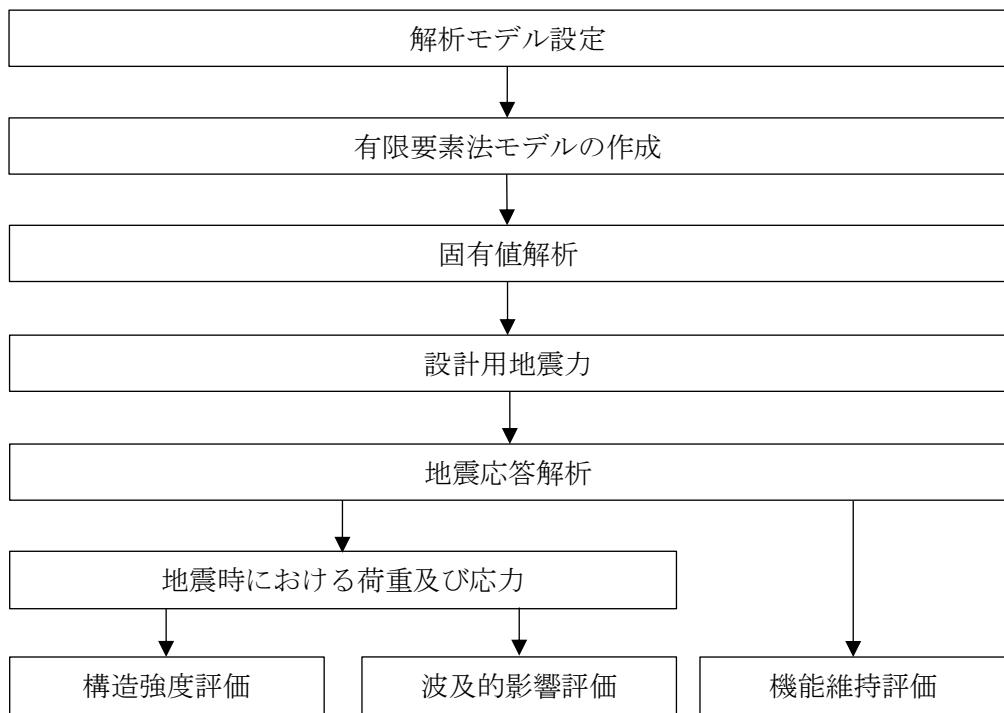 解析モデル設定
有限要素法モデルの作成
固有値解析
設計用地震力
地震応答解析
地震時における荷重及び応力
構造強度評価
波及的影響評価
機能維持評価